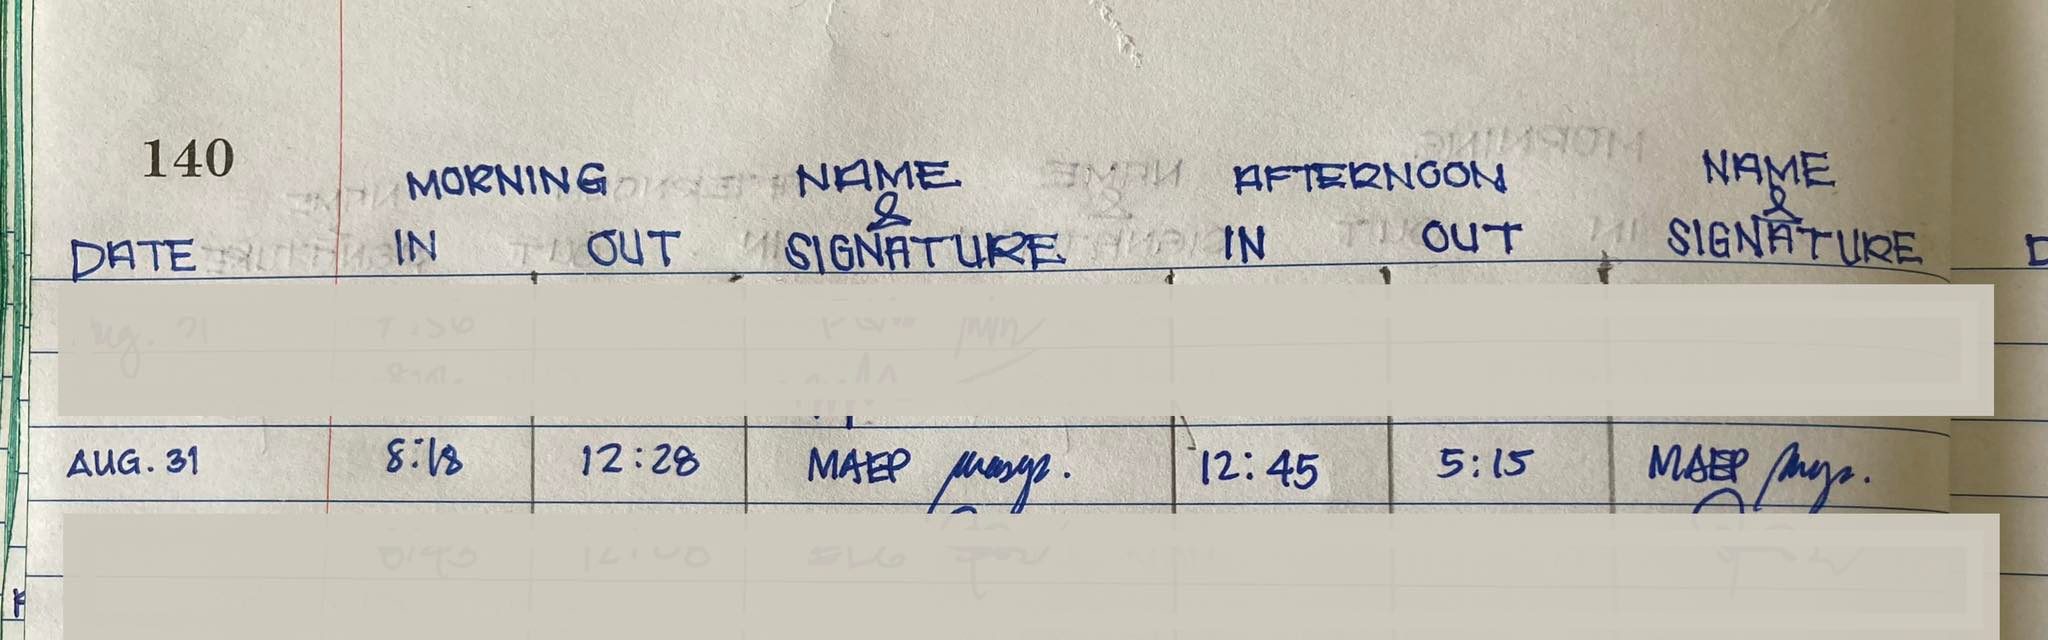 140
MORNING NAME AFTERNOON NAME
& &
DATE IN OUT SIGNATURE IN OUT SIGNATURE
AUG. 31 8:18 12:28 MAEP 12:45 5:15 MAEP